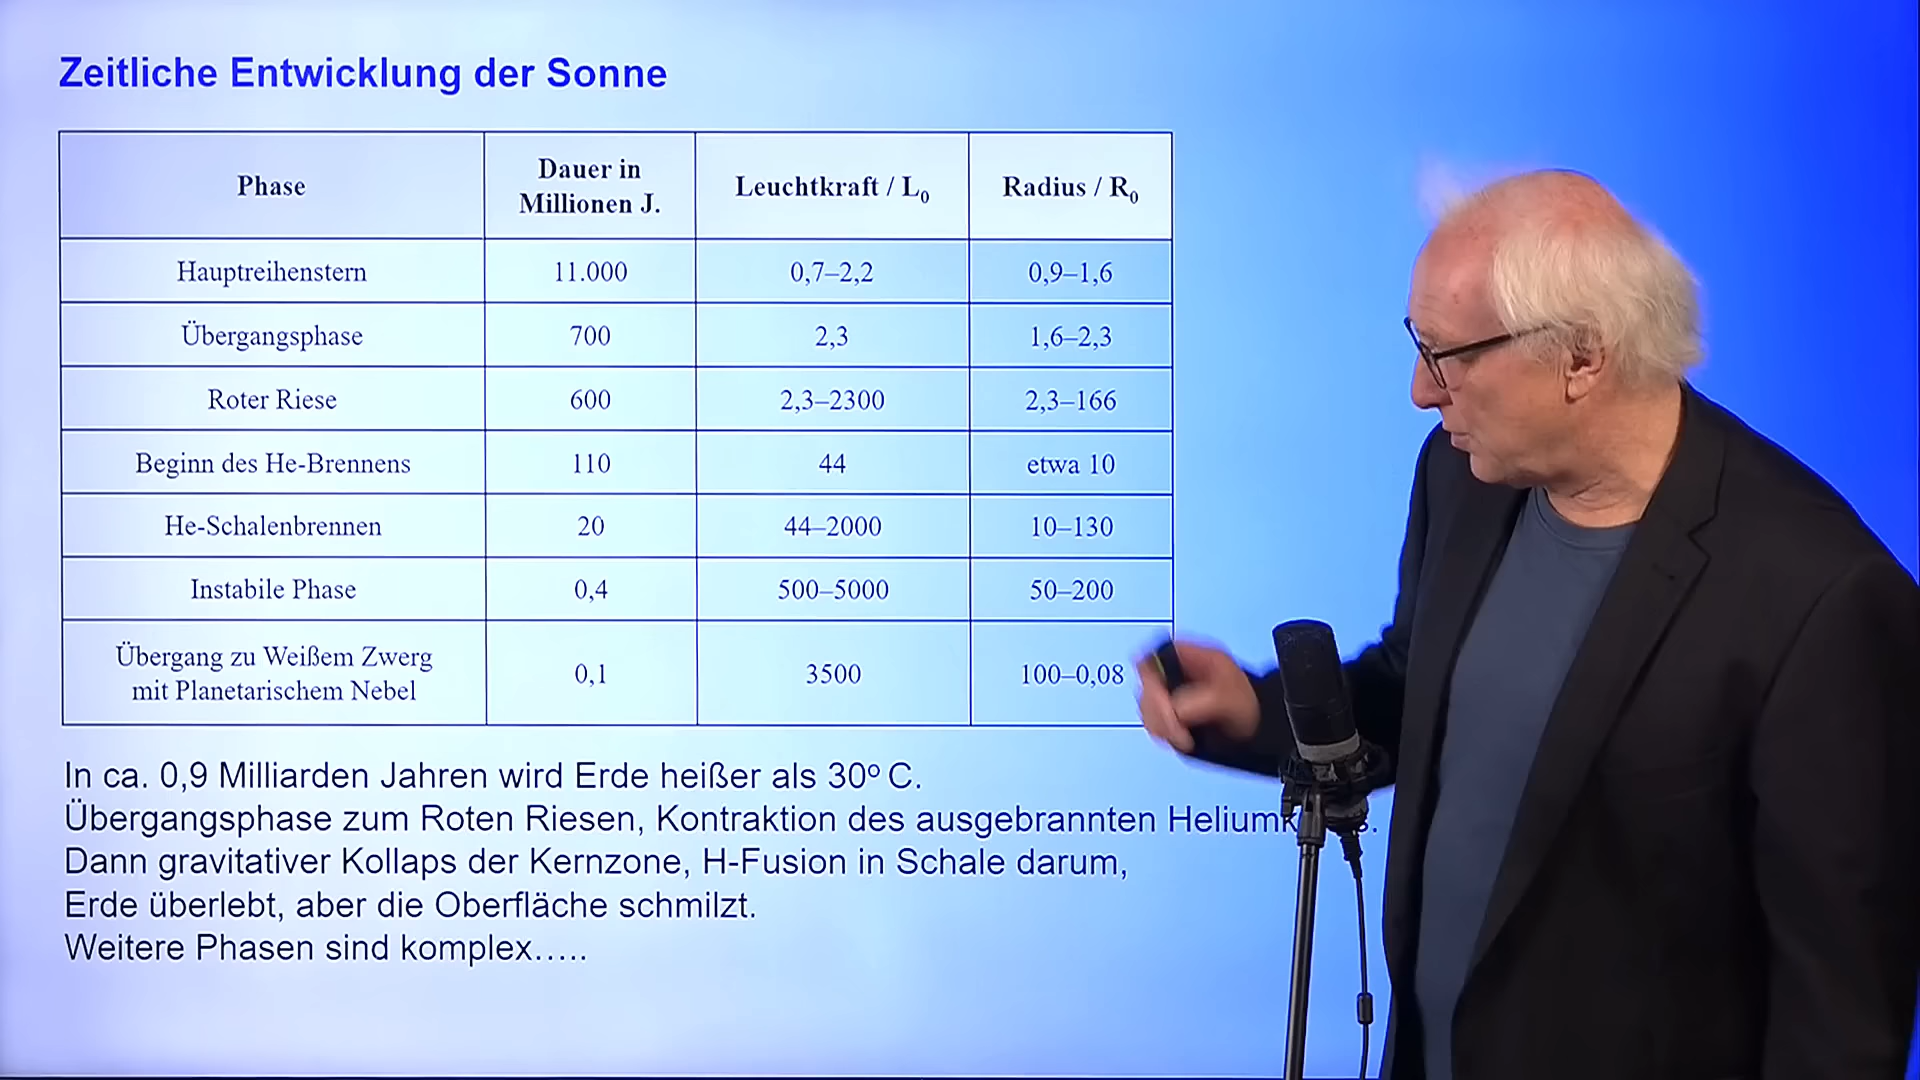 Zeitliche Entwicklung der Sonne
Phase
Dauer in
Millionen J.
Leuchtkraft / L₀
Radius / R₀
Hauptreihenstern
11.000
0,7–2,2
0,9–1,6
Übergangsphase
700
2,3
1,6–2,3
Roter Riese
600
2,3–2300
2,3–166
Beginn des He-Brennens
110
44
etwa 10
He-Schalenbrennen
20
44–2000
10–130
Instabile Phase
0,4
500–5000
50–200
Übergang zu Weißem Zwerg
mit Planetarischem Nebel
0,1
3500
100–0,08
In ca. 0,9 Milliarden Jahren wird Erde heißer als 30º C.
Übergangsphase zum Roten Riesen, Kontraktion des ausgebrannten
Dann gravitativer Kollaps der Kernzone, H-Fusion in Schale darum,
Erde überlebt, aber die Oberfläche schmilzt.
Weitere Phasen sind komplex…..